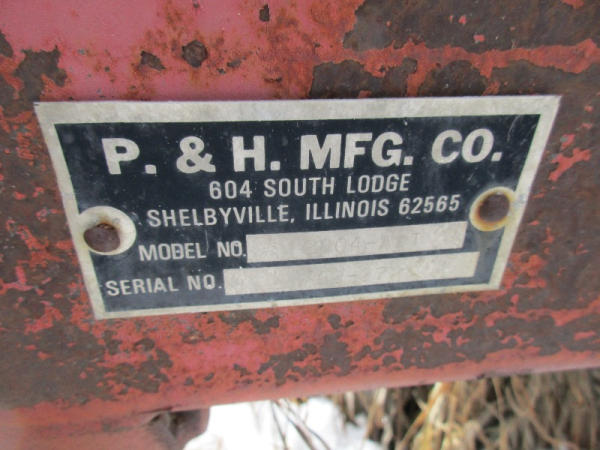 P. & H. MFG. CO.
604 SOUTH LODGE
SHELBYVILLE, ILLINOIS 62565
MODEL NO.
SERIAL NO.